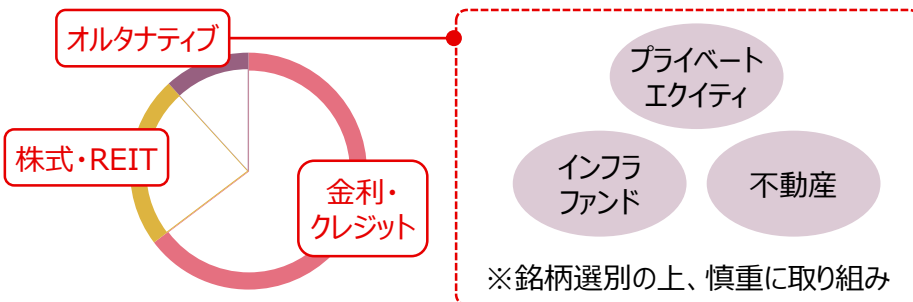 オルタナティブ
株式・REIT
金利・
クレジット
プライベート
エクイティ
インフラ
ファンド
不動産
※銘柄選別の上、慎重に取り組み